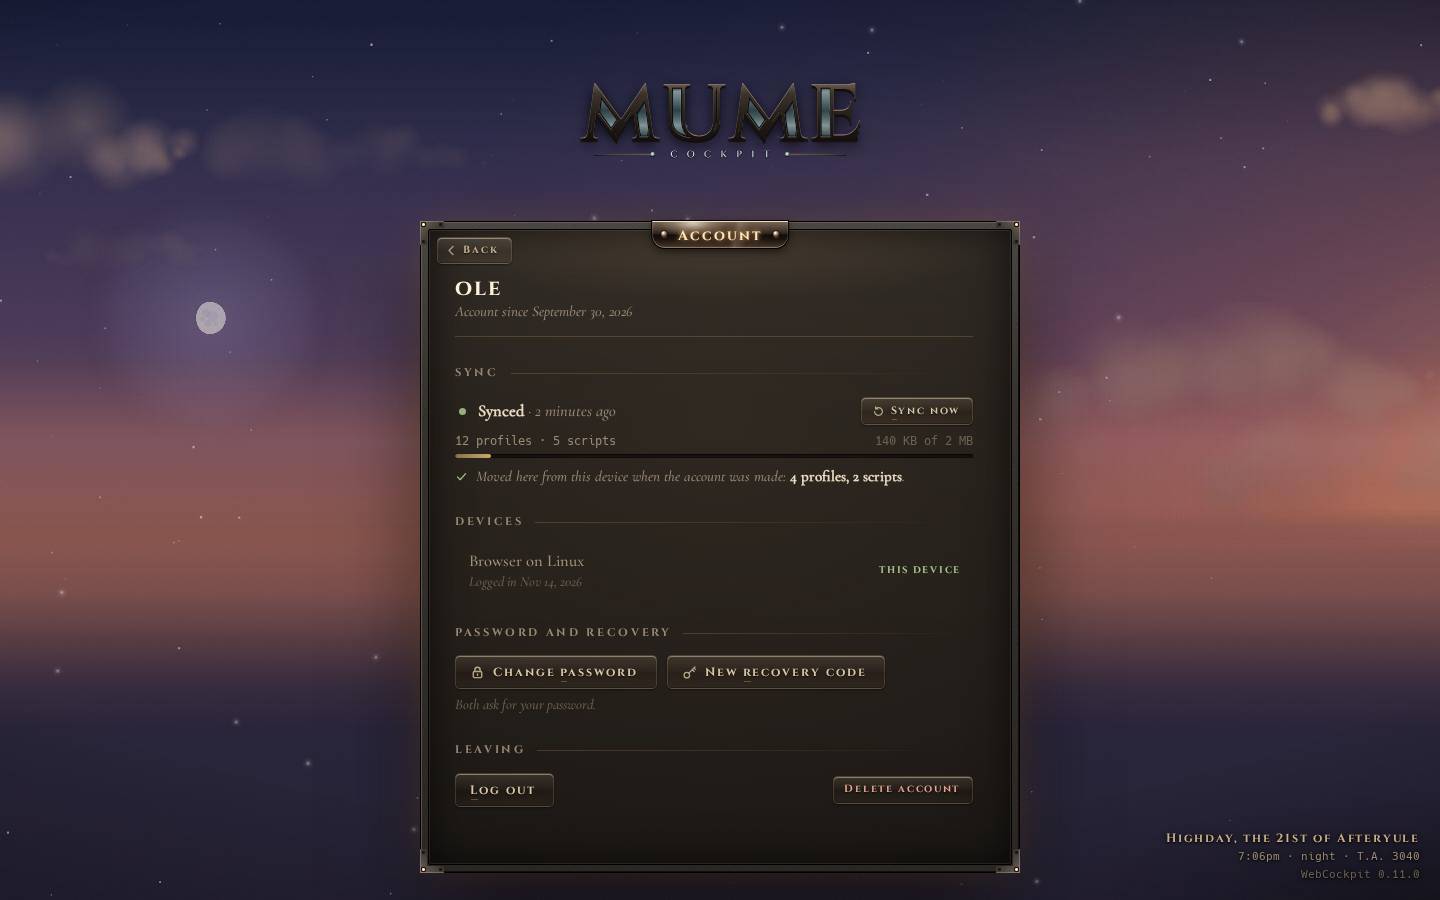 MUME
COCKPIT
ACCOUNT
BACK
OLE
Account since September 30, 2026
SYNC
Synced · 2 minutes ago
SYNC NOW
12 profiles · 5 scripts
140 KB of 2 MB
Moved here from this device when the account was made: 4 profiles, 2 scripts.
DEVICES
Browser on Linux
Logged in Nov 14, 2026
THIS DEVICE
PASSWORD AND RECOVERY
CHANGE PASSWORD
NEW RECOVERY CODE
Both ask for your password.
LEAVING
LOG OUT
DELETE ACCOUNT
HIGHDAY, THE 21ST OF AFTERYULE
7:06pm · night · T.A. 3040
WebCockpit 0.11.0